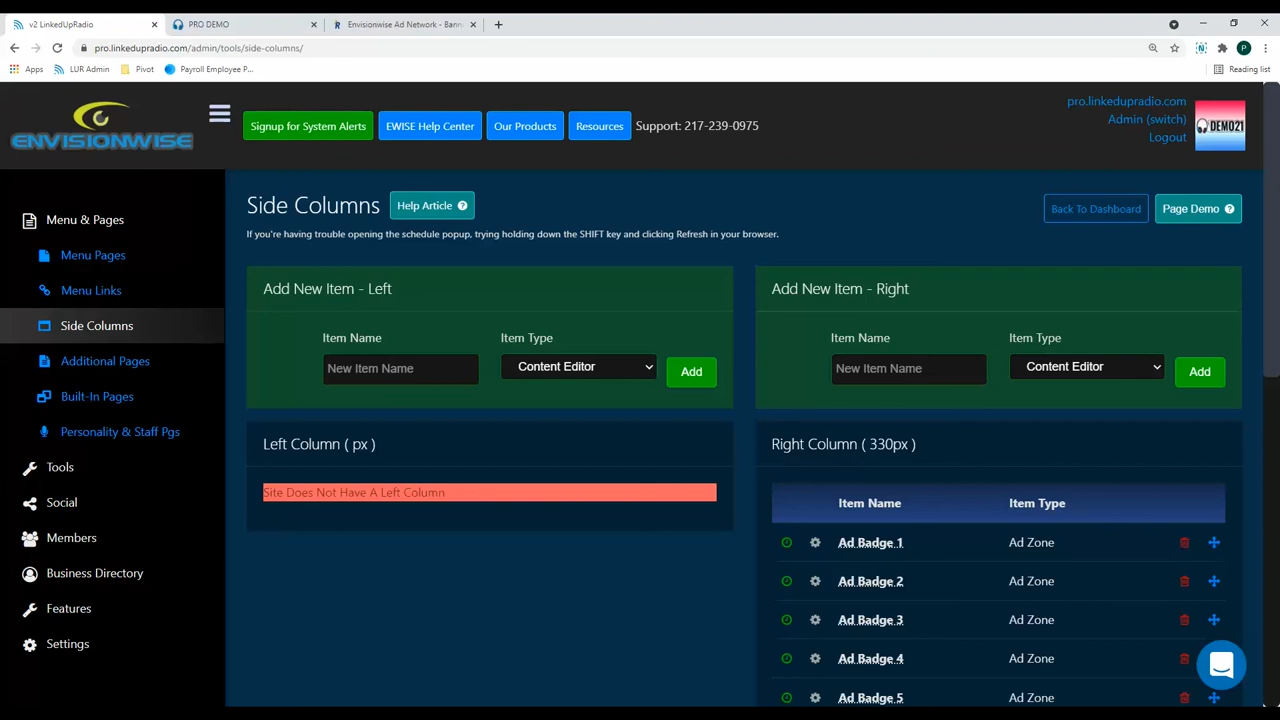 v2 LinkedUpRadio
PRO DEMO
Envisionwise Ad Network - Bann
pro.linkedupradio.com/admin/tools/side-columns/
Apps
LUR Admin
Pivot
Payroll Employee P...
Reading list
ENVISIONWISE
Signup for System Alerts
EWISE Help Center
Our Products
Resources
Support: 217-239-0975
pro.linkedupradio.com
Admin (switch)
Logout
DEMO21
Menu & Pages
Menu Pages
Menu Links
Side Columns
Additional Pages
Built-In Pages
Personality & Staff Pgs
Tools
Social
Members
Business Directory
Features
Settings
Side Columns
Help Article
Back To Dashboard
Page Demo
If you're having trouble opening the schedule popup, trying holding down the SHIFT key and clicking Refresh in your browser.
Add New Item - Left
Item Name
Item Type
New Item Name
Content Editor
Add
Add New Item - Right
Item Name
Item Type
New Item Name
Content Editor
Add
Left Column ( px )
Site Does Not Have A Left Column
Right Column ( 330px )
Item Name
Item Type
Ad Badge 1
Ad Zone
Ad Badge 2
Ad Zone
Ad Badge 3
Ad Zone
Ad Badge 4
Ad Zone
Ad Badge 5
Ad Zone